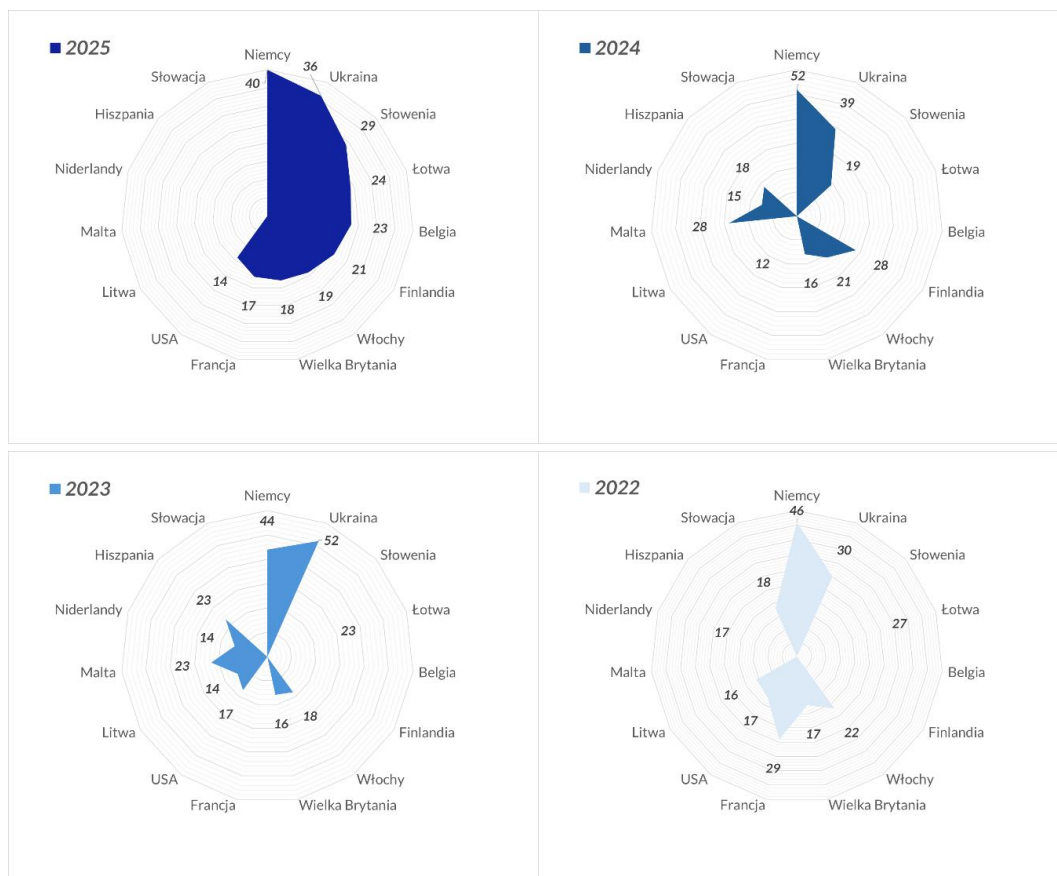 2025
Niemcy
36
Słowacja
Ukraina
40
Hiszpania
29
Słowenia
Niderlandy
24
Łotwa
Malta
23
Belgia
Litwa
14
17
18
19
21
Finlandia
USA
Włochy
Francja
Wielka Brytania
2024
Niemcy
52
Słowacja
Ukraina
39
Hiszpania
Słowenia
Niderlandy
18
19
Łotwa
15
Malta
28
Belgia
Litwa
12
16
21
28
Finlandia
USA
Włochy
Francja
Wielka Brytania
2023
Niemcy
Słowacja
44
Ukraina
52
Hiszpania
Słowenia
Niderlandy
23
Łotwa
14
23
Malta
23
Belgia
14
Litwa
17
16
18
Finlandia
USA
Włochy
Francja
Wielka Brytania
2022
Niemcy
46
Słowacja
Ukraina
30
Hiszpania
Słowenia
18
Niderlandy
Łotwa
17
27
Malta
Belgia
16
Litwa
17
17
22
Finlandia
29
USA
Włochy
Francja
Wielka Brytania